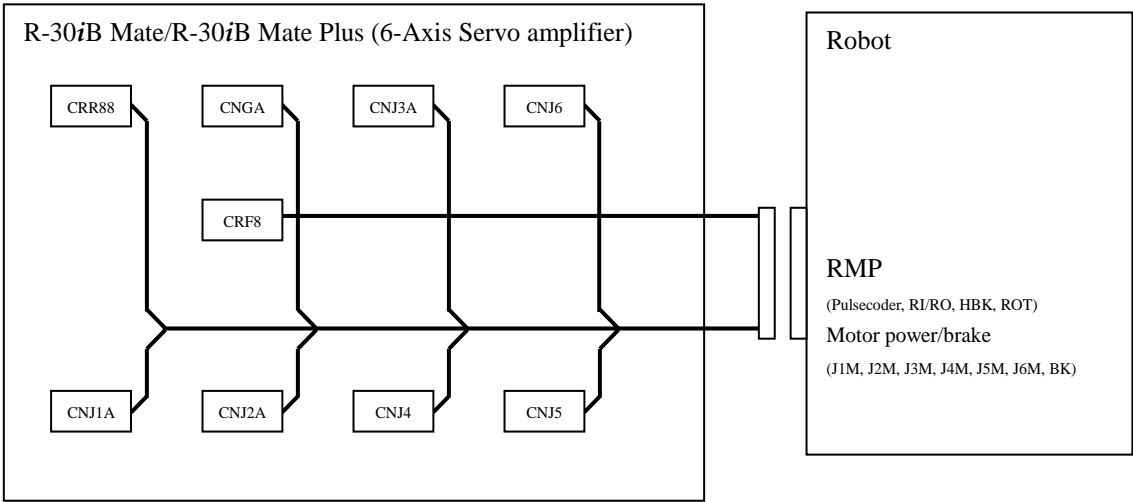 R-30iB Mate/R-30iB Mate Plus (6-Axis Servo amplifier)
Robot
CRR88
CNGA
CNJ3A
CNJ6
CRF8
RMP
(Pulsecoder, RI/RO, HBK, ROT)
Motor power/brake
(J1M, J2M, J3M, J4M, J5M, J6M, BK)
CNJ1A
CNJ2A
CNJ4
CNJ5